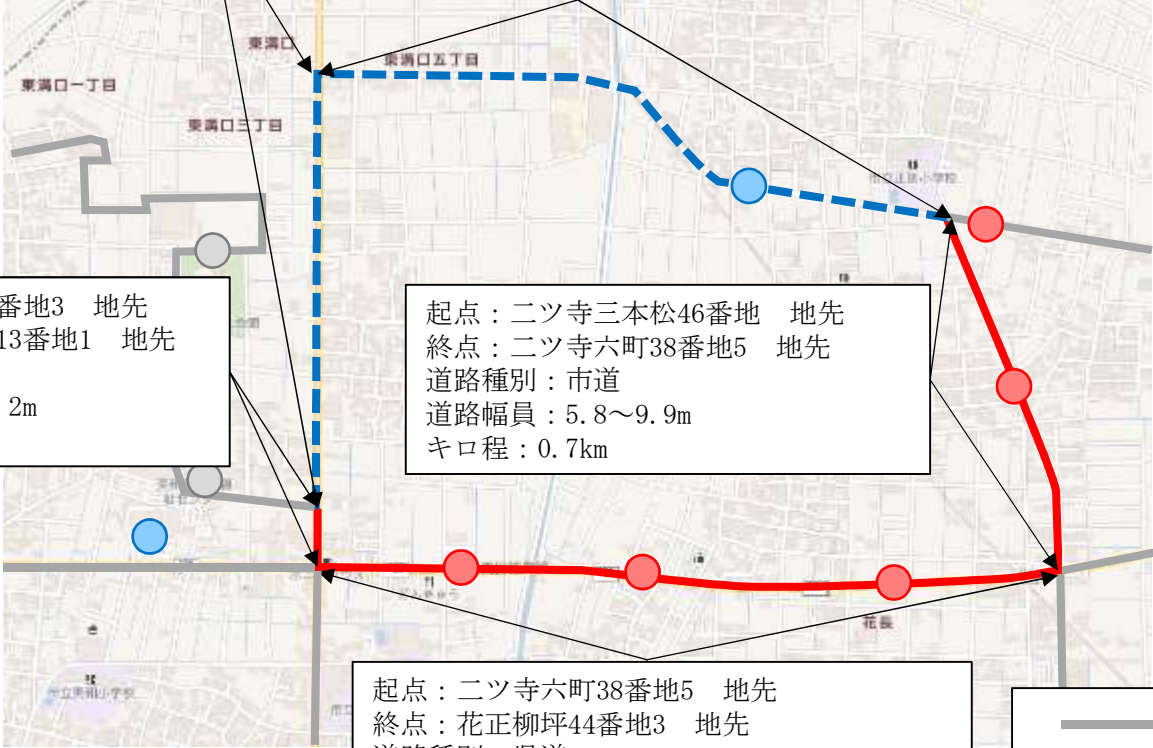 東溝口
東溝口五丁目
東溝口一丁目
東溝口三丁目
番地3　地先
13番地1　地先
2m
起点：二ツ寺三本松46番地　地先
終点：二ツ寺六町38番地5　地先
道路種別：市道
道路幅員：5.8～9.9m
キロ程：0.7km
花長
起点：二ツ寺六町38番地5　地先
終点：花正柳坪44番地3　地先